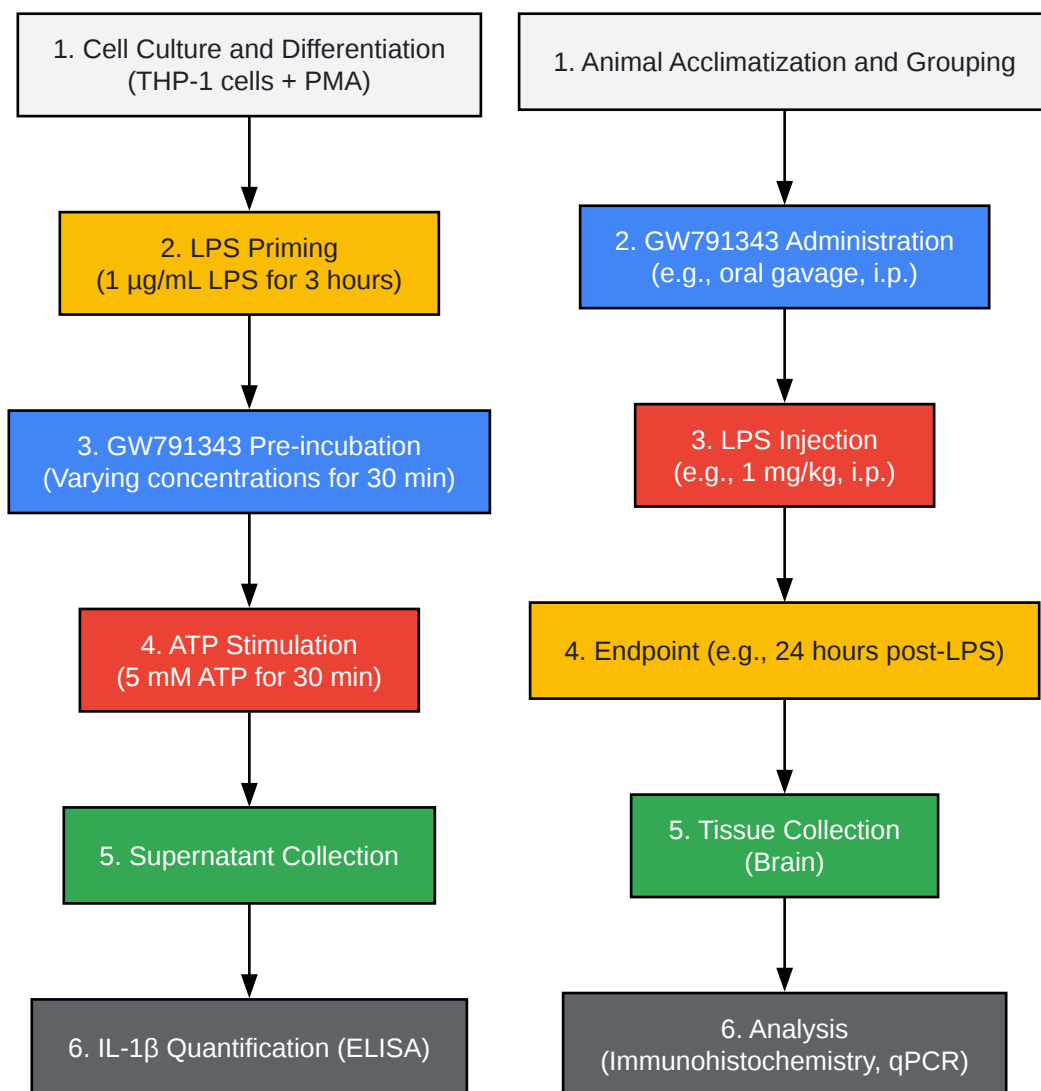 1. Cell Culture and Differentiation
(THP-1 cells + PMA)
2. LPS Priming
(1 µg/mL LPS for 3 hours)
3. GW791343 Pre-incubation
(Varying concentrations for 30 min)
4. ATP Stimulation
(5 mM ATP for 30 min)
5. Supernatant Collection
6. IL-1β Quantification (ELISA)
1. Animal Acclimatization and Grouping
2. GW791343 Administration
(e.g., oral gavage, i.p.)
3. LPS Injection
(e.g., 1 mg/kg, i.p.)
4. Endpoint (e.g., 24 hours post-LPS)
5. Tissue Collection
(Brain)
6. Analysis
(Immunohistochemistry, qPCR)